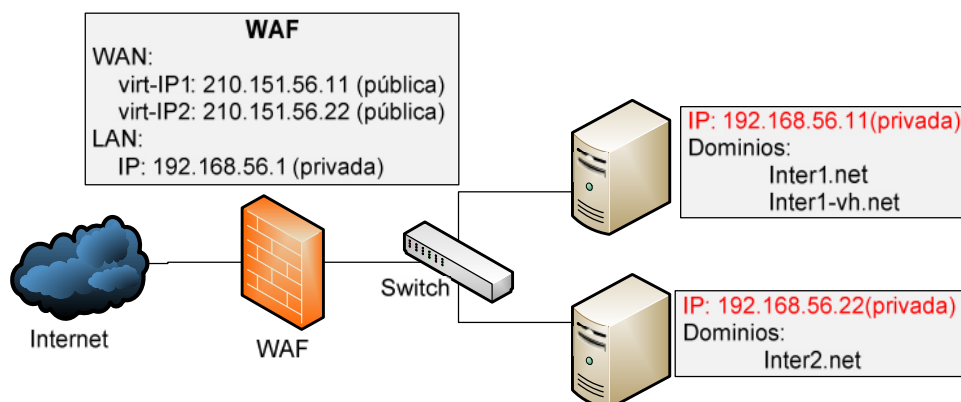 WAF
WAN:
virt-IP1: 210.151.56.11 (pública)
virt-IP2: 210.151.56.22 (pública)
LAN:
IP: 192.168.56.1 (privada)
IP: 192.168.56.11(privada)
Dominios:
Inter1.net
Inter1-vh.net
Internet
WAF
Switch
IP: 192.168.56.22(privada)
Dominios:
Inter2.net